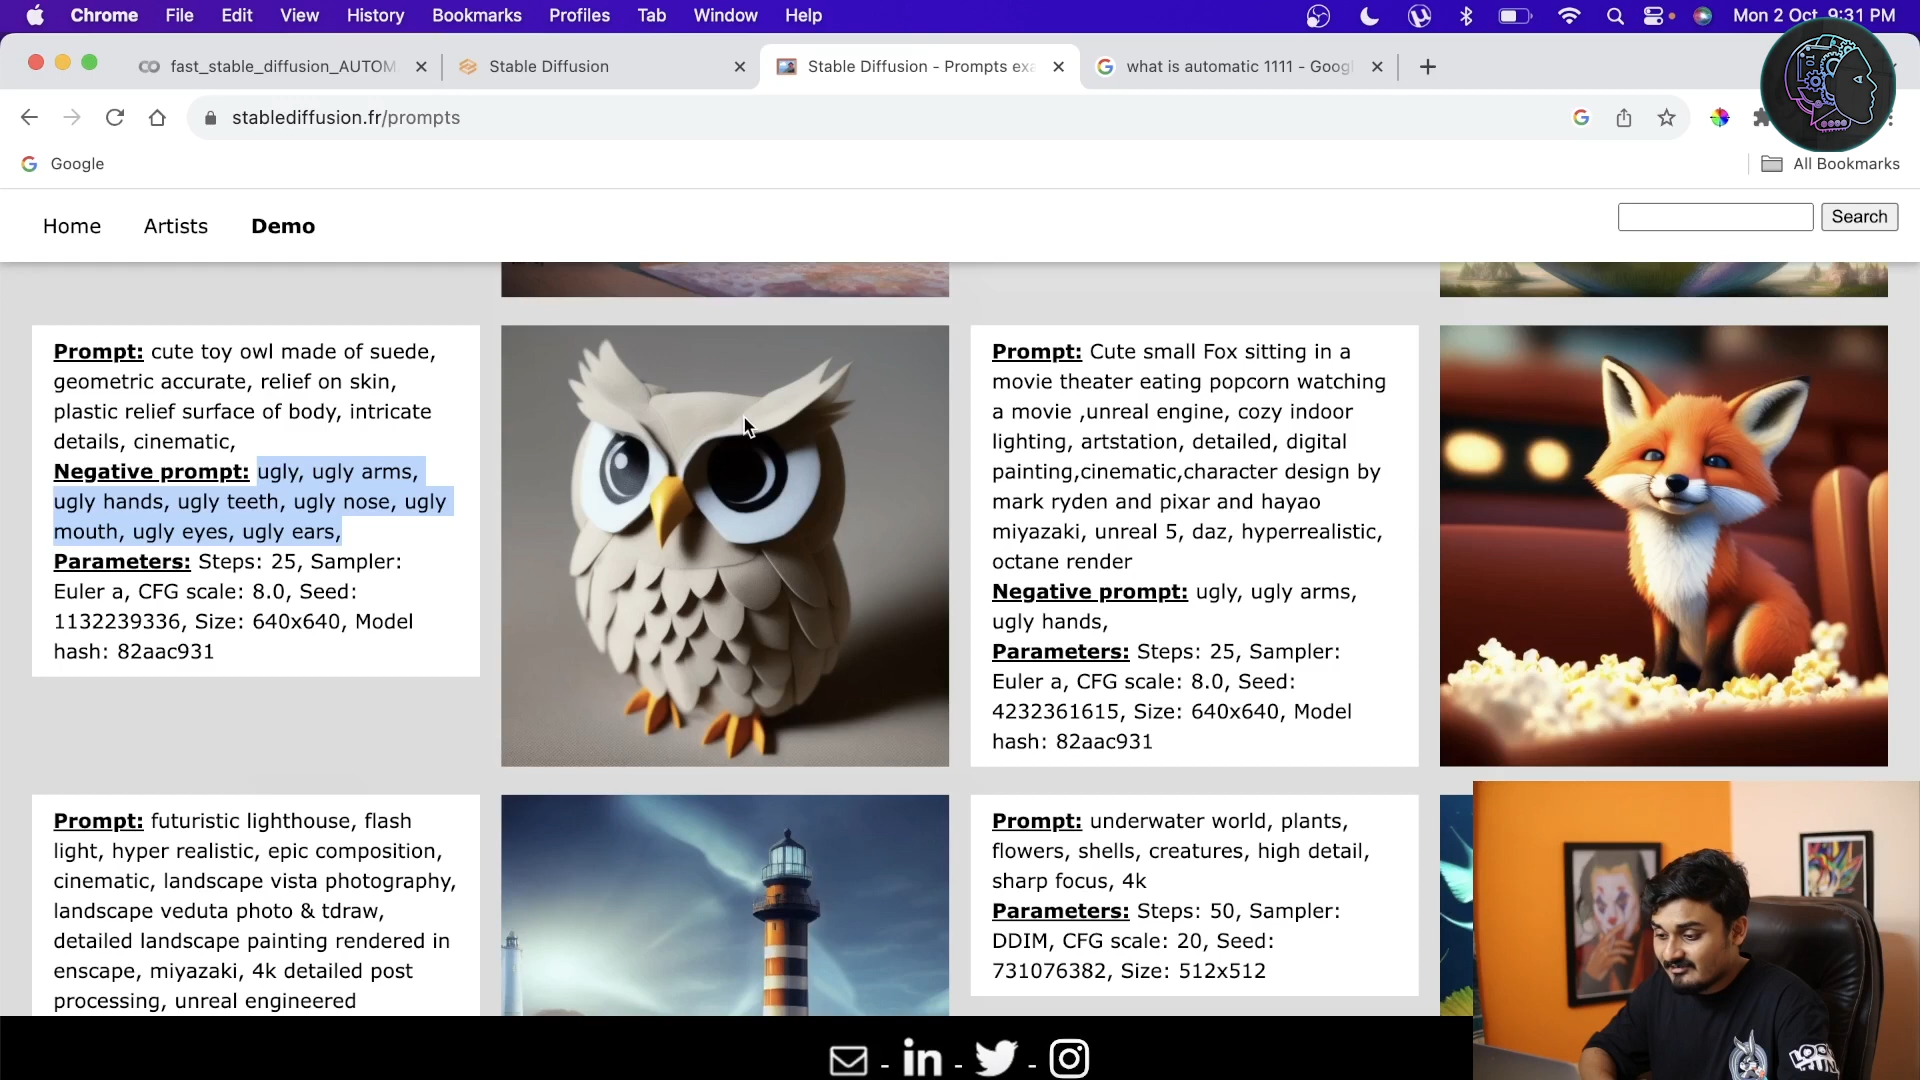 Chrome File Edit View History Bookmarks Profiles Tab Window Help Mon 2 Oct 9:31 PM
fast_stable_diffusion_AUTOM Stable Diffusion Stable Diffusion - Prompts exa what is automatic 1111 - Googl
stablediffusion.fr/prompts
Google All Bookmarks
Home Artists Demo Search
Prompt: cute toy owl made of suede,
geometric accurate, relief on skin,
plastic relief surface of body, intricate
details, cinematic,
Negative prompt: ugly, ugly arms,
ugly hands, ugly teeth, ugly nose, ugly
mouth, ugly eyes, ugly ears,
Parameters: Steps: 25, Sampler:
Euler a, CFG scale: 8.0, Seed:
1132239336, Size: 640x640, Model
hash: 82aac931
Prompt: Cute small Fox sitting in a
movie theater eating popcorn watching
a movie ,unreal engine, cozy indoor
lighting, artstation, detailed, digital
painting,cinematic,character design by
mark ryden and pixar and hayao
miyazaki, unreal 5, daz, hyperrealistic,
octane render
Negative prompt: ugly, ugly arms,
ugly hands,
Parameters: Steps: 25, Sampler:
Euler a, CFG scale: 8.0, Seed:
4232361615, Size: 640x640, Model
hash: 82aac931
Prompt: futuristic lighthouse, flash
light, hyper realistic, epic composition,
cinematic, landscape vista photography,
landscape veduta photo & tdraw,
detailed landscape painting rendered in
enscape, miyazaki, 4k detailed post
processing, unreal engineered
Prompt: underwater world, plants,
flowers, shells, creatures, high detail,
sharp focus, 4k
Parameters: Steps: 50, Sampler:
DDIM, CFG scale: 20, Seed:
731076382, Size: 512x512
- in - -